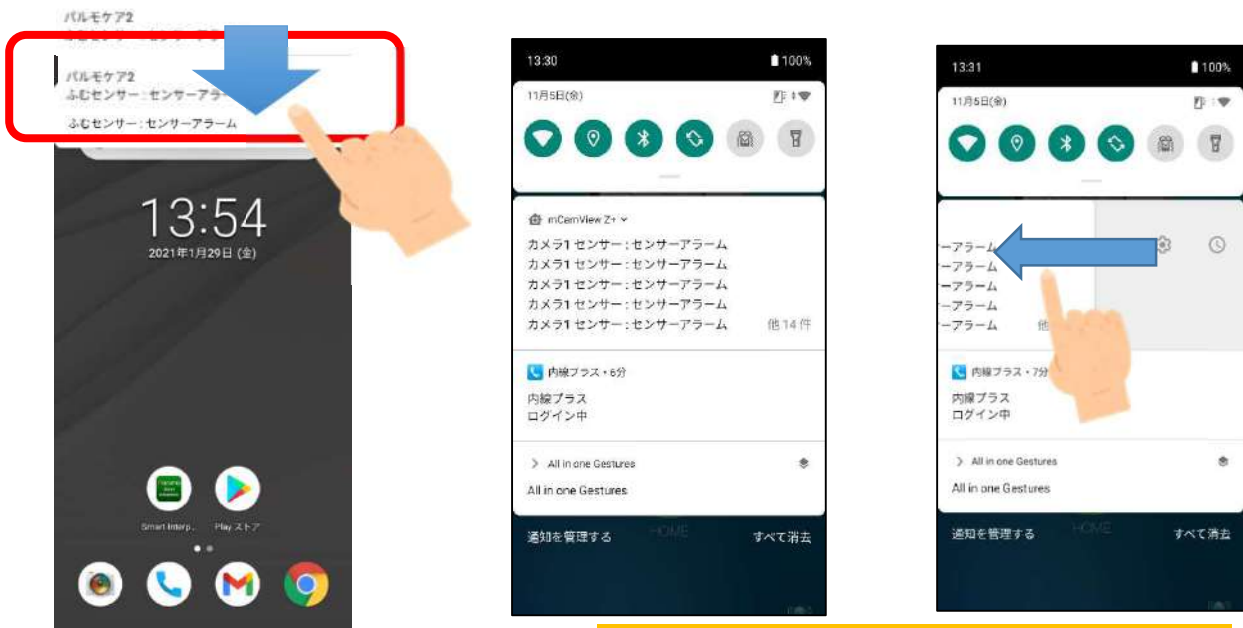 パルモケア2
パルモケア2
ふむセンサー：センサーアラ
ふむセンサー：センサーアラーム
13:54
2021年1月29日 (金)
Smart Interp..
Play ストア
13:30
100%
11月5日(金)
mCamView Z+
カメラ1 センサー：センサーアラーム
カメラ1 センサー：センサーアラーム
カメラ1 センサー：センサーアラーム
カメラ1 センサー：センサーアラーム
カメラ1 センサー：センサーアラーム 他 14 件
内線プラス・6分
内線プラス
ログイン中
All in one Gestures
All in one Gestures
通知を管理する
HOME
すべて消去
13:31
100%
11月5日(金)
ーアラーム
ーアラーム
ーアラーム
ーアラーム
ーアラーム 他
内線プラス・7分
内線プラス
ログイン中
All in one Gestures
All in one Gestures
通知を管理する
HOME
すべて消去